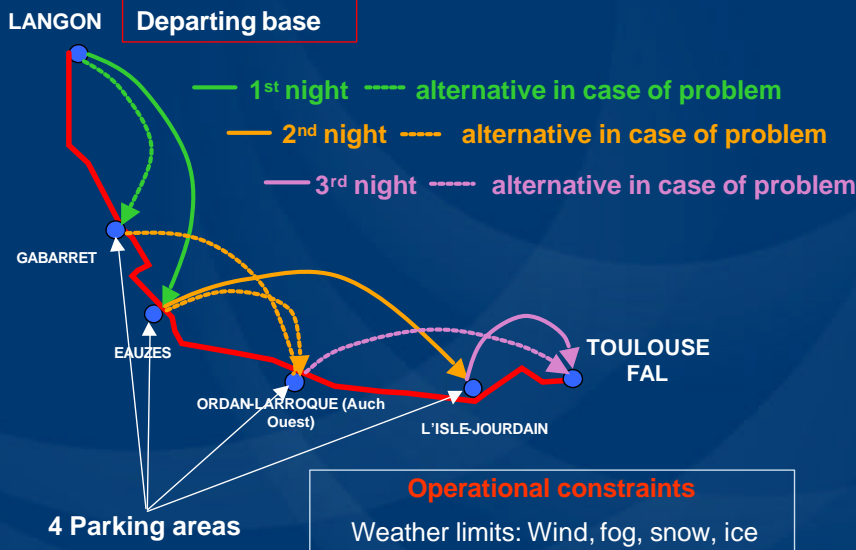 LANGON
Departing base
1st night alternative in case of problem
2nd night alternative in case of problem
3rd night alternative in case of problem
GABARRET
EAUZES
TOULOUSE
FAL
ORDAN-LARROQUE (Auch
Ouest)
L'ISLE-JOURDAIN
4 Parking areas
Operational constraints
Weather limits: Wind, fog, snow, ice